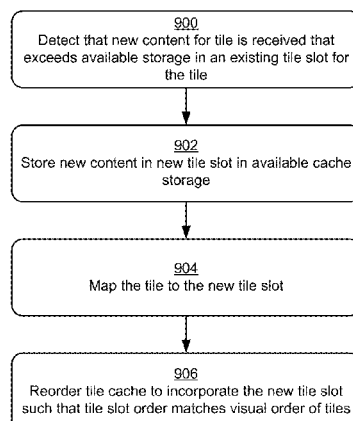 900
Detect that new content for tile is received that
exceeds available storage in an existing tile slot for
the tile
902
Store new content in new tile slot in available cache
storage
904
Map the tile to the new tile slot
906
Reorder tile cache to incorporate the new tile slot
such that tile slot order matches visual order of tiles